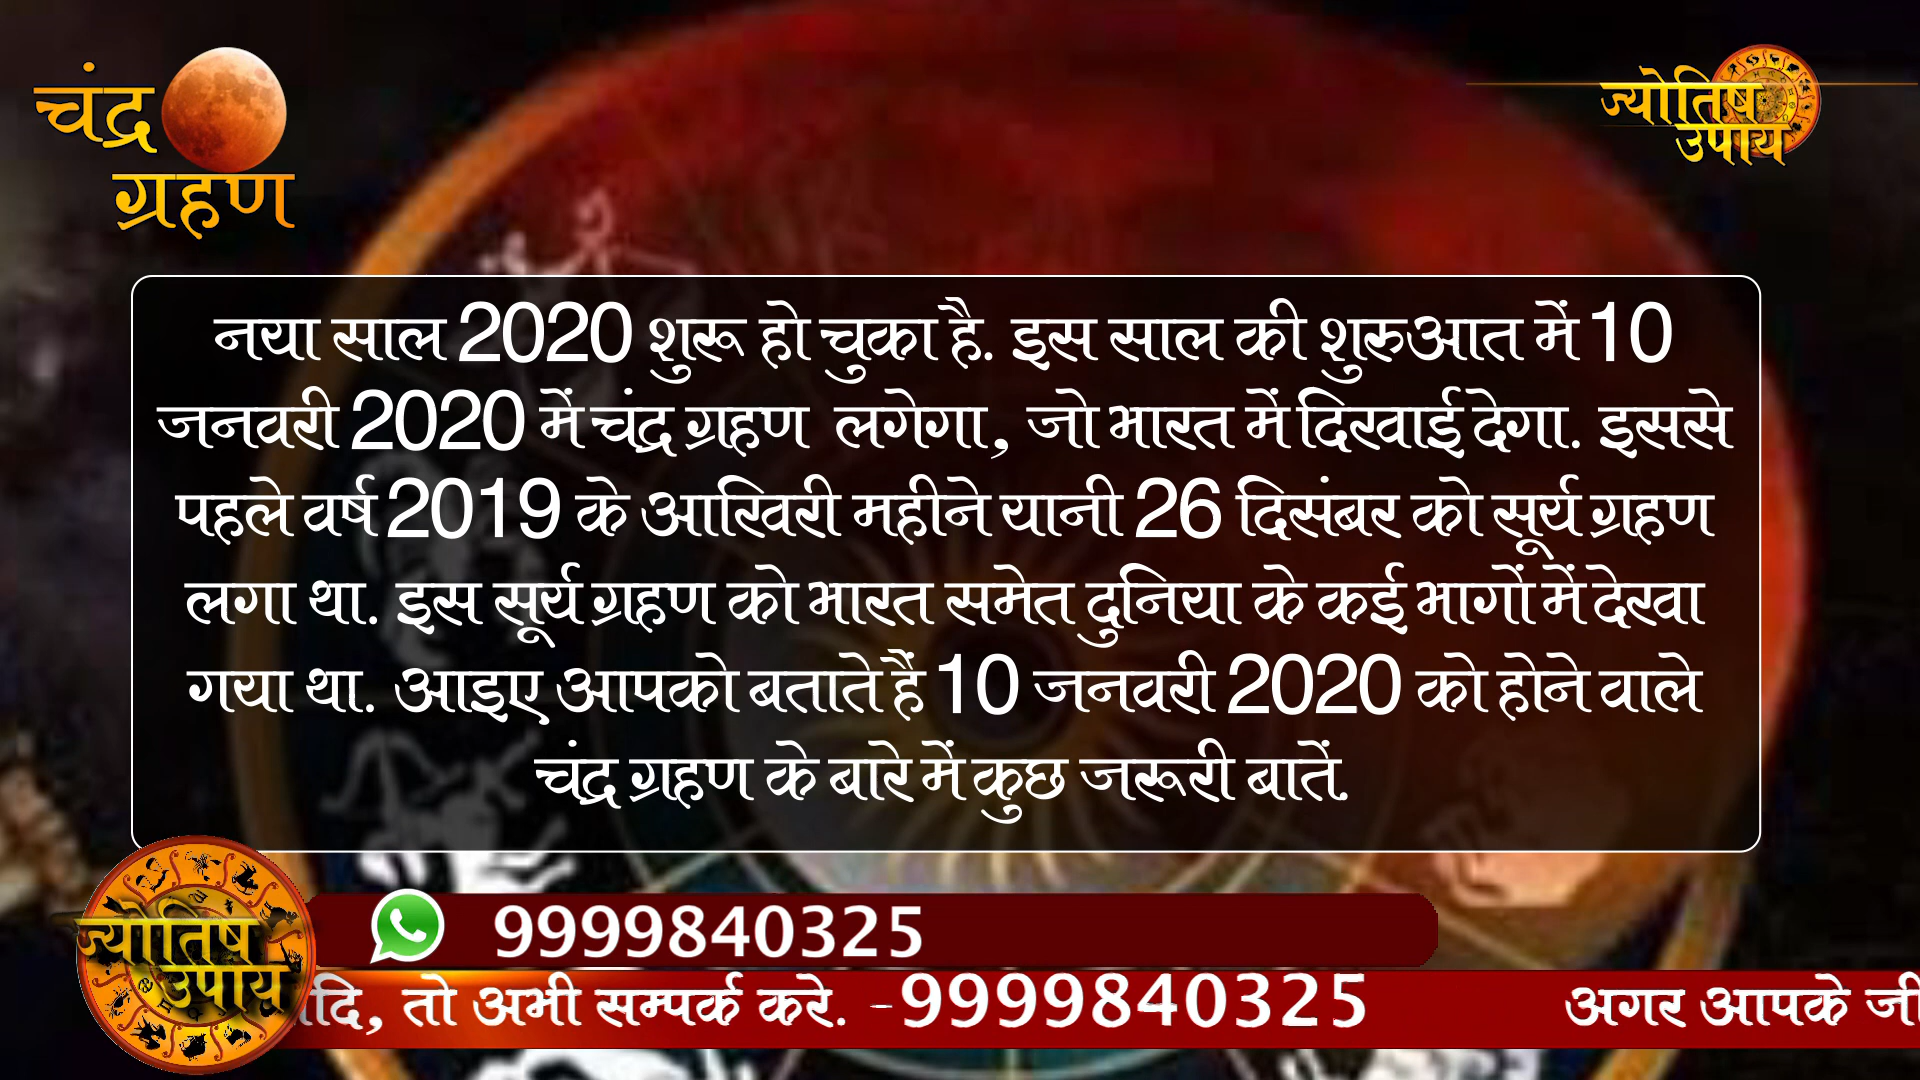 चंद्र
ग्रहण
ज्योतिष
उपाय
नया साल 2020 शुरू हो चुका है. इस साल की शुरुआत में 10
जनवरी 2020 में चंद्र ग्रहण लगेगा, जो भारत में दिखाई देगा. इससे
पहले वर्ष 2019 के आखिरी महीने यानी 26 दिसंबर को सूर्य ग्रहण
लगा था. इस सूर्य ग्रहण को भारत समेत दुनिया के कई भागों में देखा
गया था. आइए आपको बताते हैं 10 जनवरी 2020 को होने वाले
चंद्र ग्रहण के बारे में कुछ जरूरी बातें.
9999840325
ज्योतिष
उपाय
दि, तो अभी सम्पर्क करे. -9999840325 अगर आपके जी